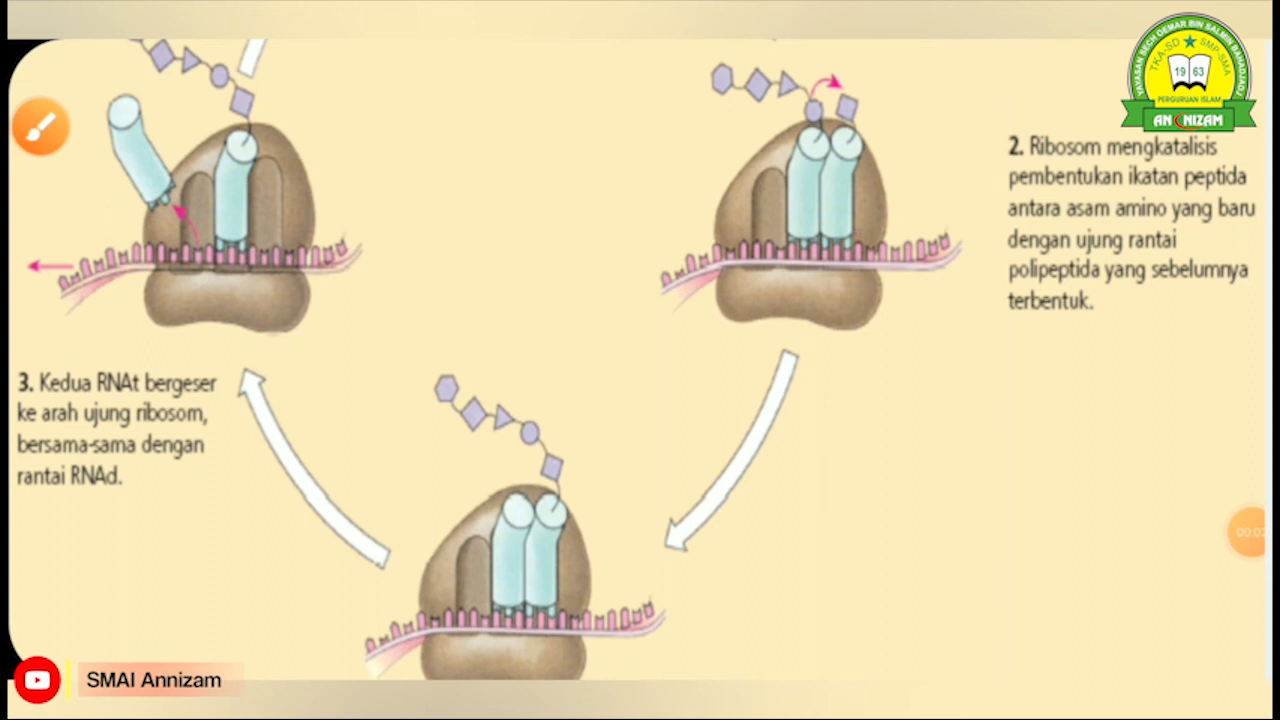 YAYASAN SECH OEMAR BIN SALMIN BAHADJADJ
TKA-SD SMP-SMA
19 63
PERGURUAN ISLAM
AN NIZAM
2. Ribosom mengkatalisis
pembentukan ikatan peptida
antara asam amino yang baru
dengan ujung rantai
polipeptida yang sebelumnya
terbentuk.
3. Kedua RNAt bergeser
ke arah ujung ribosom,
bersama-sama dengan
rantai RNAd.
SMAI Annizam